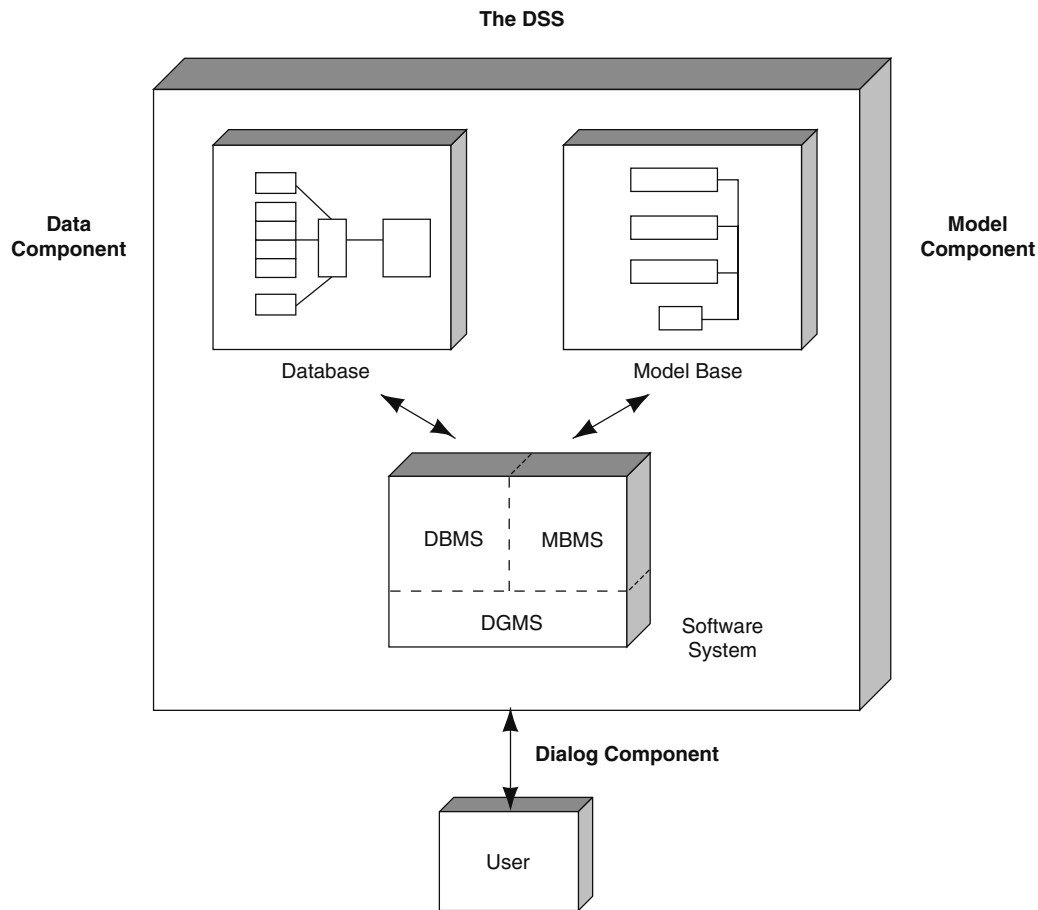 The DSS
Data
Component
Model
Component
Database
Model Base
DBMS
MBMS
DGMS
Software
System
Dialog Component
User